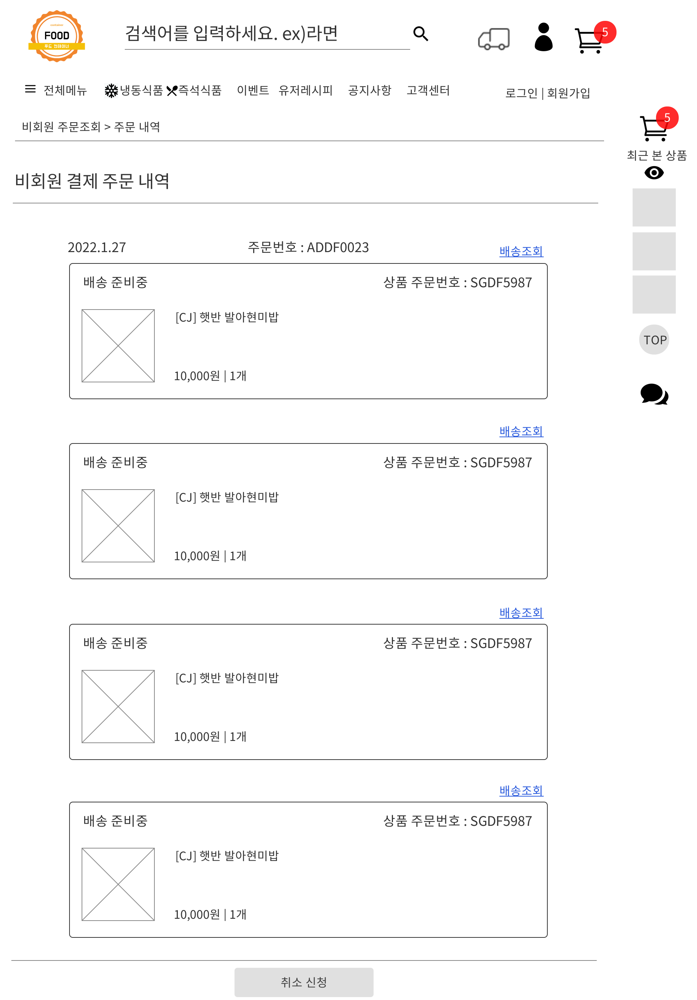 container
FOOD
푸드 컨테이너
검색어를 입력하세요. ex)라면
5
전체메뉴 냉동식품 즉석식품 이벤트 유저레시피 공지사항 고객센터 로그인 | 회원가입
비회원 주문조회 > 주문 내역
5
최근 본 상품
비회원 결제 주문 내역
2022.1.27 주문번호 : ADDF0023 배송조회
배송 준비중 상품 주문번호 : SGDF5987
[CJ] 햇반 발아현미밥
TOP
10,000원 | 1개
배송조회
배송 준비중 상품 주문번호 : SGDF5987
[CJ] 햇반 발아현미밥
10,000원 | 1개
배송조회
배송 준비중 상품 주문번호 : SGDF5987
[CJ] 햇반 발아현미밥
10,000원 | 1개
배송조회
배송 준비중 상품 주문번호 : SGDF5987
[CJ] 햇반 발아현미밥
10,000원 | 1개
취소 신청